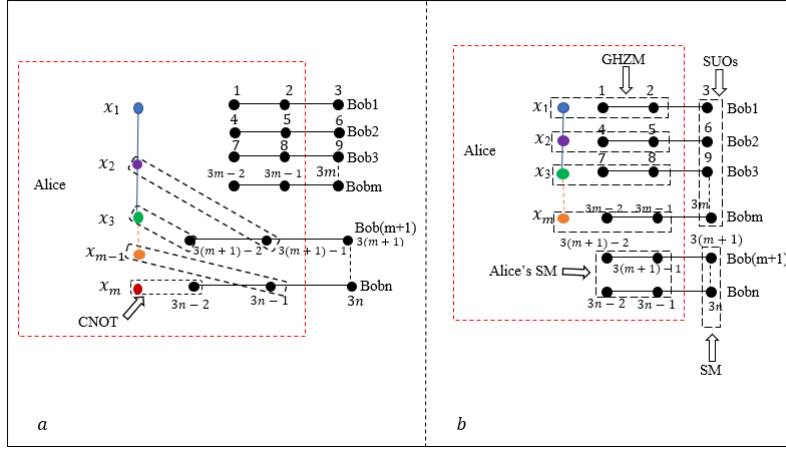 1 2 3
x1 Bob1
4 5 6
Bob2
7 8 9
x2 Bob3
3m−2 3m−1 3m
Alice Bobm
x3 Bob(m+1)
3(m+1)−2 3(m+1)−1 3(m+1)
xm−1
xm Bobn
3n−2 3n−1 3n
CNOT
a
GHZM SUOs
1 2 3
x1 Bob1
4 5 6
x2 Bob2
Alice 7 8 9
x3 Bob3
3m−2 3m−1 3m
xm Bobm
3(m+1)−2 3(m+1)
3(m+1)−1 Bob(m+1)
Alice's SM
3n−2 3n−1 3n Bobn
SM
b